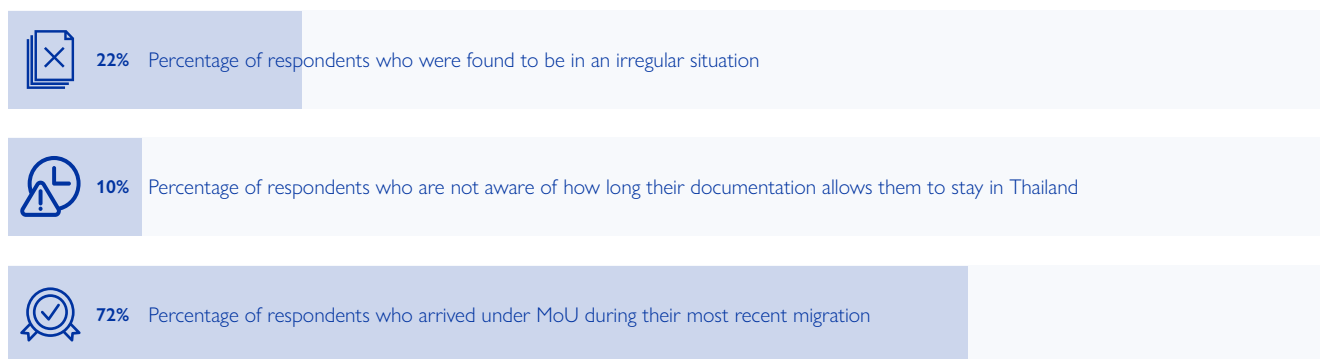 22% Percentage of respondents who were found to be in an irregular situation
10% Percentage of respondents who are not aware of how long their documentation allows them to stay in Thailand
72% Percentage of respondents who arrived under MoU during their most recent migration